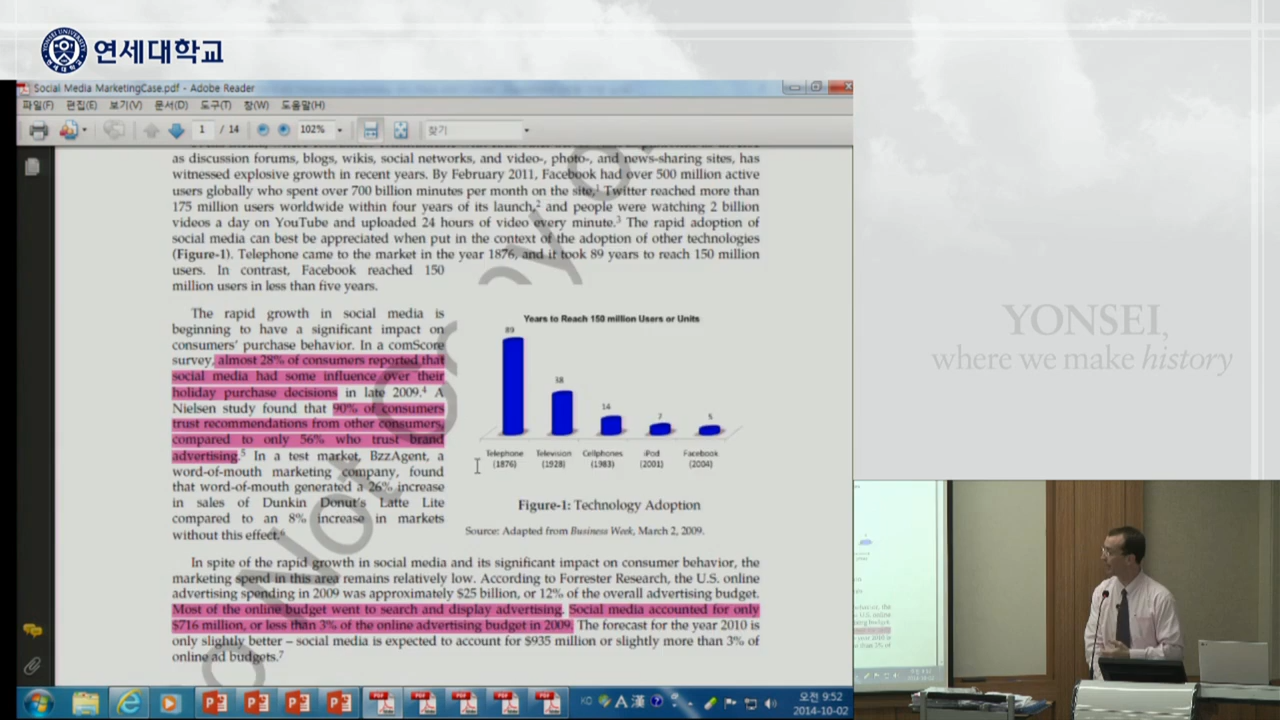 연세대학교
Social Media MarketingCase.pdf - Adobe Reader
파일(F) 편집(E) 보기(V) 문서(D) 도구(T) 창(W) 도움말(H)
1 / 14 102% 찾기
as discussion forums, blogs, wikis, social networks, and video-, photo-, and news-sharing sites, has
witnessed explosive growth in recent years. By February 2011, Facebook had over 500 million active
users globally who spent over 700 billion minutes per month on the site,¹ Twitter reached more than
175 million users worldwide within four years of its launch,² and people were watching 2 billion
videos a day on YouTube and uploaded 24 hours of video every minute.³ The rapid adoption of
social media can best be appreciated when put in the context of the adoption of other technologies
(Figure-1). Telephone came to the market in the year 1876, and it took 89 years to reach 150 million
users. In contrast, Facebook reached 150
million users in less than five years.
The rapid growth in social media is
beginning to have a significant impact on
consumers' purchase behavior. In a comScore
survey, almost 28% of consumers reported that
social media had some influence over their
holiday purchase decisions in late 2009.⁴ A
Nielsen study found that 90% of consumers
trust recommendations from other consumers,
compared to only 56% who trust brand
advertising.⁵ In a test market, BzzAgent, a
word-of-mouth marketing company, found
that word-of-mouth generated a 26% increase
in sales of Dunkin Donut's Latte Lite
compared to an 8% increase in markets
without this effect.⁶
Years to Reach 150 million Users or Units
89
38
14
7
5
Telephone (1876)
Television (1928)
Cellphones (1983)
iPod (2001)
Facebook (2004)
Figure-1: Technology Adoption
Source: Adapted from Business Week, March 2, 2009.
In spite of the rapid growth in social media and its significant impact on consumer behavior, the
marketing spend in this area remains relatively low. According to Forrester Research, the U.S. online
advertising spending in 2009 was approximately $25 billion, or 12% of the overall advertising budget.
Most of the online budget went to search and display advertising. Social media accounted for only
$716 million, or less than 3% of the online advertising budget in 2009. The forecast for the year 2010 is
only slightly better – social media is expected to account for $935 million or slightly more than 3% of
online ad budgets.⁷
YONSEI,
where we make history
A 漢
오전 9:52
2014-10-02